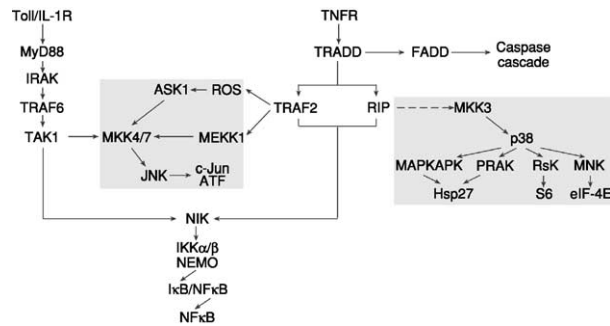 Toll/IL-1R
TNFR
MyD88
TRADD
FADD
Caspase
cascade
IRAK
ASK1
ROS
TRAF6
TRAF2
RIP
MKK3
TAK1
MKK4/7
MEKK1
p38
JNK
c-Jun
ATF
MAPKAPK
PRAK
RsK
MNK
Hsp27
S6
eIF-4E
NIK
IKKα/β
NEMO
IκB/NFκB
NFκB